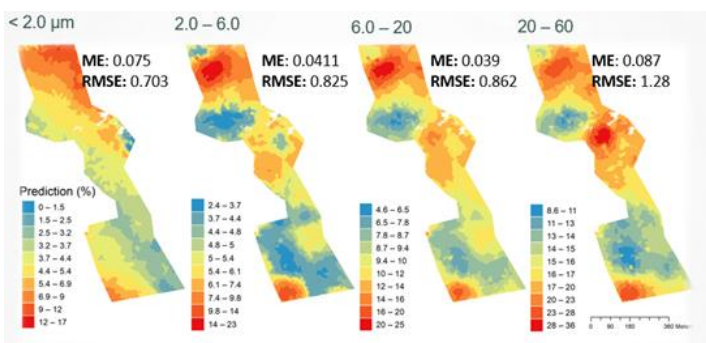 < 2.0 µm
2.0 – 6.0
6.0 – 20
20 – 60
ME: 0.075
RMSE: 0.703
ME: 0.0411
RMSE: 0.825
ME: 0.039
RMSE: 0.862
ME: 0.087
RMSE: 1.28
Prediction (%)
0 – 1.5
1.5 – 2.5
2.5 – 3.2
3.2 – 3.7
3.7 – 4.4
4.4 – 5.4
5.4 – 6.9
6.9 – 9
9 – 12
12 – 17
2.4 – 3.7
3.7 – 4.4
4.4 – 4.8
4.8 – 5
5 – 5.4
5.4 – 6.1
6.1 – 7.4
7.4 – 9.8
9.8 – 14
14 – 23
4.6 – 6.5
6.5 – 7.8
7.8 – 8.7
8.7 – 9.4
9.4 – 10
10 – 12
12 – 14
14 – 16
16 – 20
20 – 25
8.6 – 11
11 – 13
13 – 14
14 – 15
15 – 16
16 – 17
17 – 20
20 – 23
23 – 28
28 – 36
0 90 180 360